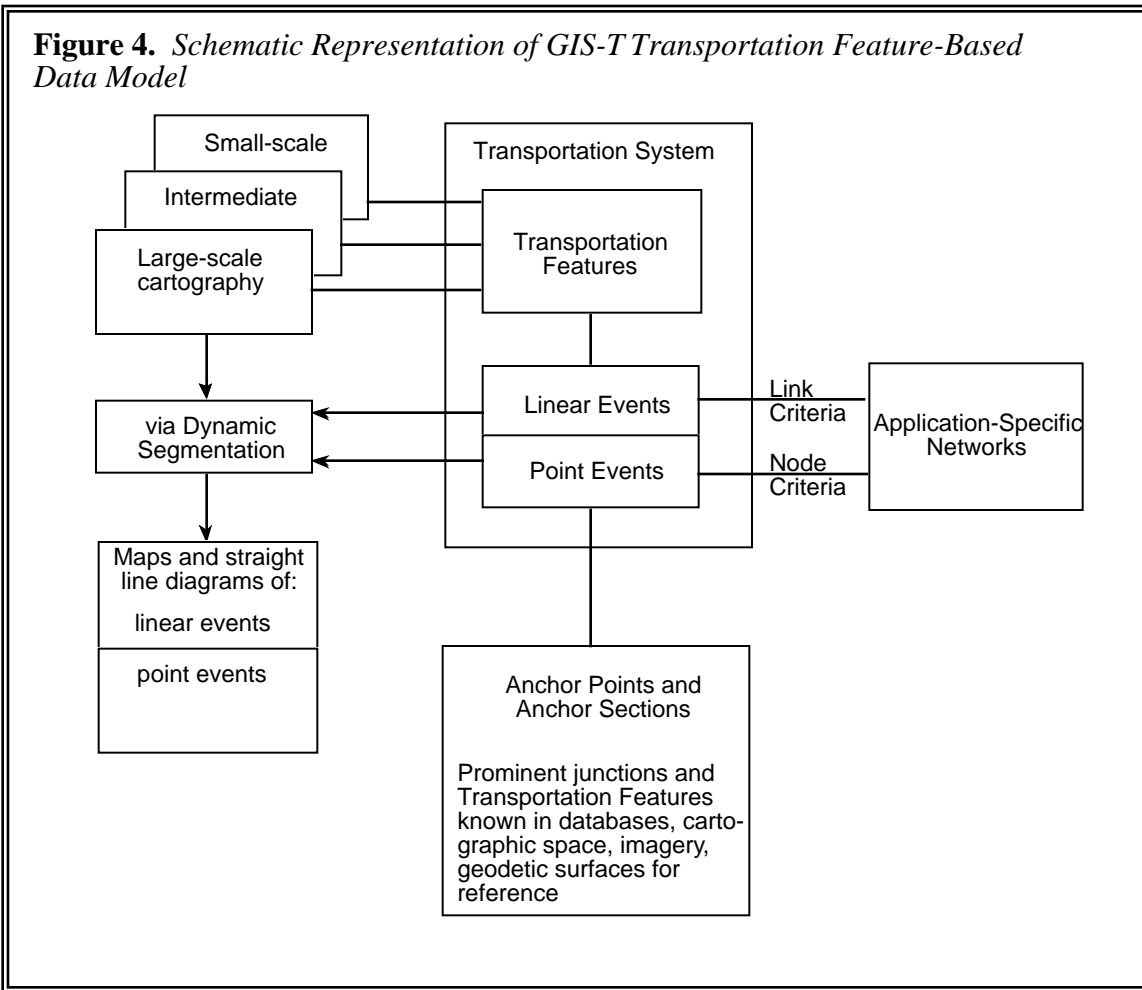 Figure 4. Schematic Representation of GIS-T Transportation Feature-Based
Data Model
Small-scale
Intermediate
Large-scale
cartography
Transportation System
Transportation
Features
via Dynamic
Segmentation
Linear Events
Point Events
Link
Criteria
Node
Criteria
Application-Specific
Networks
Maps and straight
line diagrams of:
linear events
point events
Anchor Points and
Anchor Sections
Prominent junctions and
Transportation Features
known in databases, carto-
graphic space, imagery,
geodetic surfaces for
reference